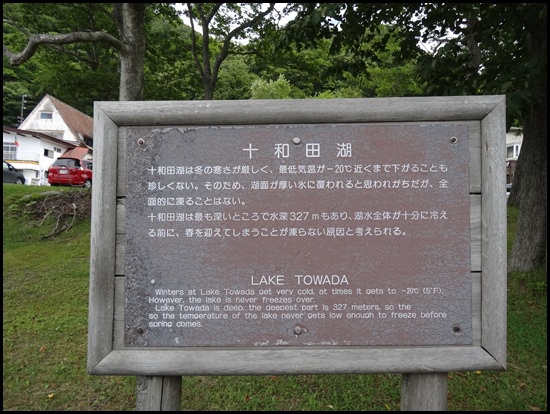 十和田湖
十和田湖は冬の寒さが厳しく、最低気温が－20℃近くまで下がることも
珍しくない。そのため、湖面が厚い氷に覆われると思われがちだが、全
面的に凍ることはない。
十和田湖は最も深いところで水深327mもあり、湖水全体が十分に冷え
る前に、春を迎えてしまうことが凍らない原因と考えられる。
LAKE TOWADA
Winters at Lake Towada get very cold, at times it gets to －20℃ (5°F).
However, the lake is never freezes over.
Lake Towada is deep, the deepest part is 327 meters, so the
so the temperature of the lake never gets low enough to freeze before
spring comes.